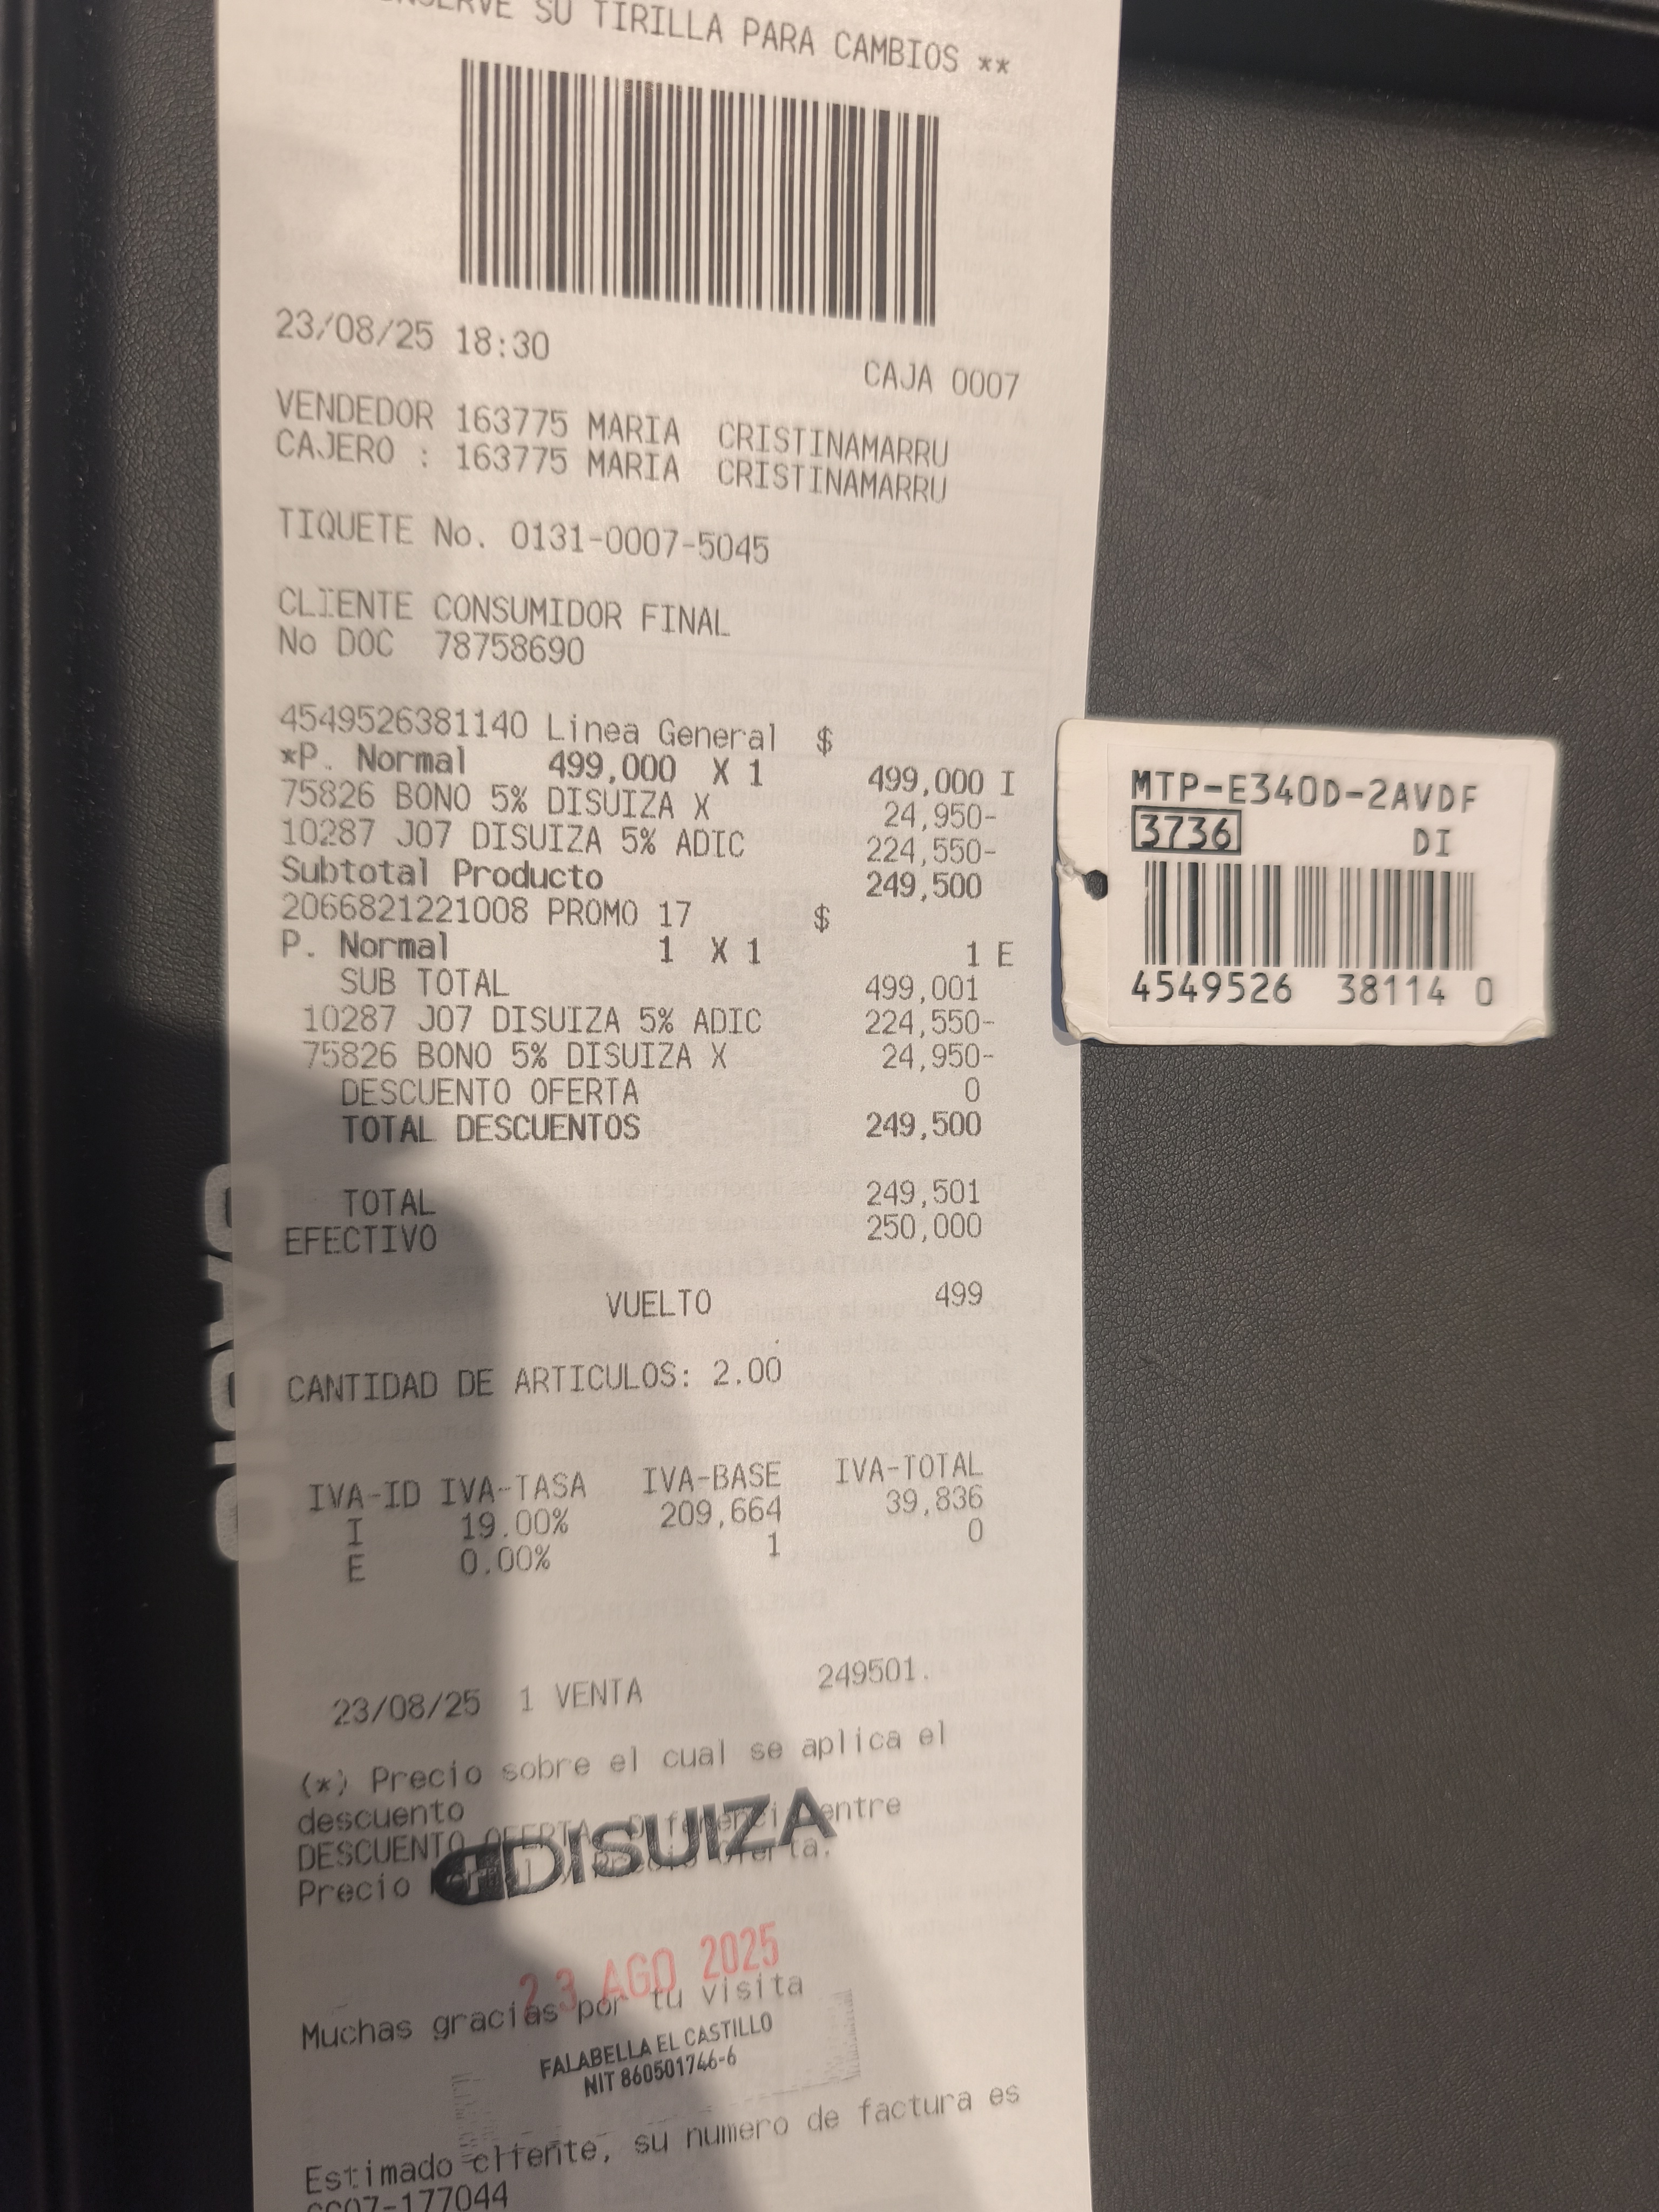 SU TIRILLA PARA CAMBIOS **
23/08/25 18:30
CAJA 0007
VENDEDOR 163775 MARIA CRISTINAMARRU
CAJERO : 163775 MARIA CRISTINAMARRU
TIQUETE No. 0131-0007-5045
CLIENTE CONSUMIDOR FINAL
No DOC 78758690
4549526381140 Linea General $
*P. Normal 499,000 X 1 499,000 I
75826 BONO 5% DISUIZA X 24,950-
10287 J07 DISUIZA 5% ADIC 224,550-
Subtotal Producto 249,500
2066821221008 PROMO 17 $
P. Normal 1 X 1 1 E
SUB TOTAL 499,001
10287 J07 DISUIZA 5% ADIC 224,550-
75826 BONO 5% DISUIZA X 24,950-
DESCUENTO OFERTA 0
TOTAL DESCUENTOS 249,500
TOTAL 249,501
EFECTIVO 250,000
VUELTO 499
CANTIDAD DE ARTICULOS: 2.00
IVA-ID IVA-TASA IVA-BASE IVA-TOTAL
I 19.00% 209,664 39,836
E 0.00% 1 0
23/08/25 1 VENTA 249501.
(*) Precio sobre el cual se aplica el
descuento
DESCUENTO OFERTA entre
Precio
DISUIZA
23 AGO 2025
Muchas gracias por tu visita
FALABELLA EL CASTILLO
NIT 860501746-6
Estimado cliente, su numero de factura es
177044
MTP-E340D-2AVDF
3736 DI
4549526 38114 0
CASIO